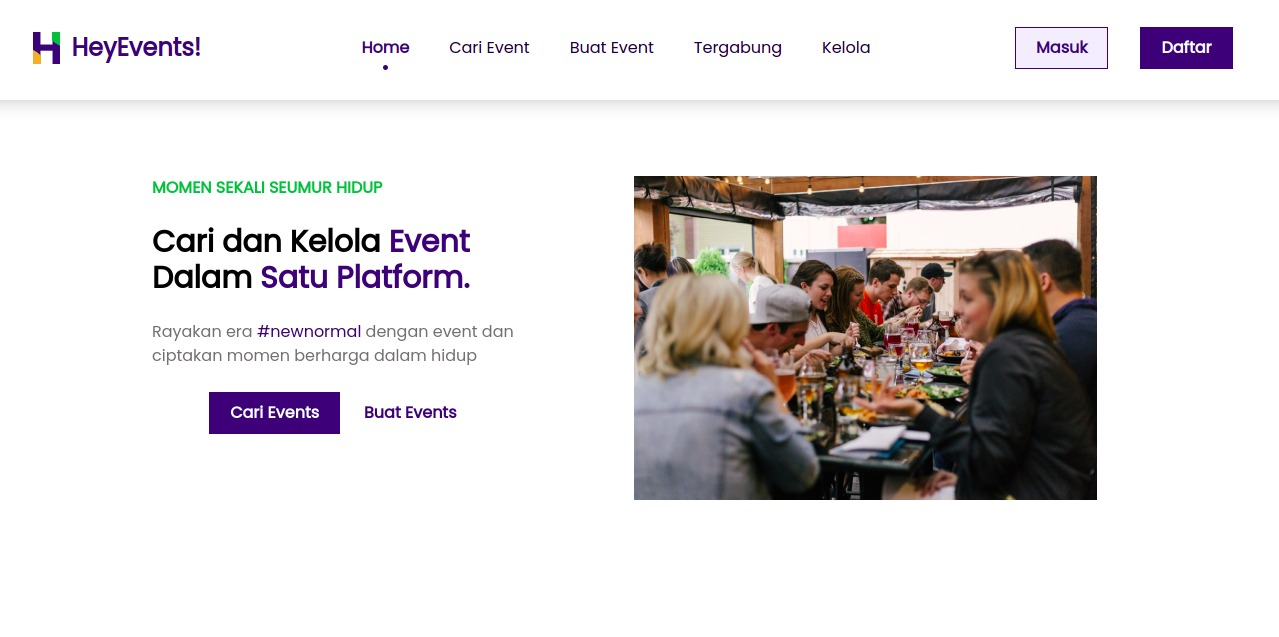 HeyEvents!
Home
Cari Event
Buat Event
Tergabung
Kelola
Masuk
Daftar
MOMEN SEKALI SEUMUR HIDUP
Cari dan Kelola Event
Dalam Satu Platform.
Rayakan era #newnormal dengan event dan
ciptakan momen berharga dalam hidup
Cari Events
Buat Events